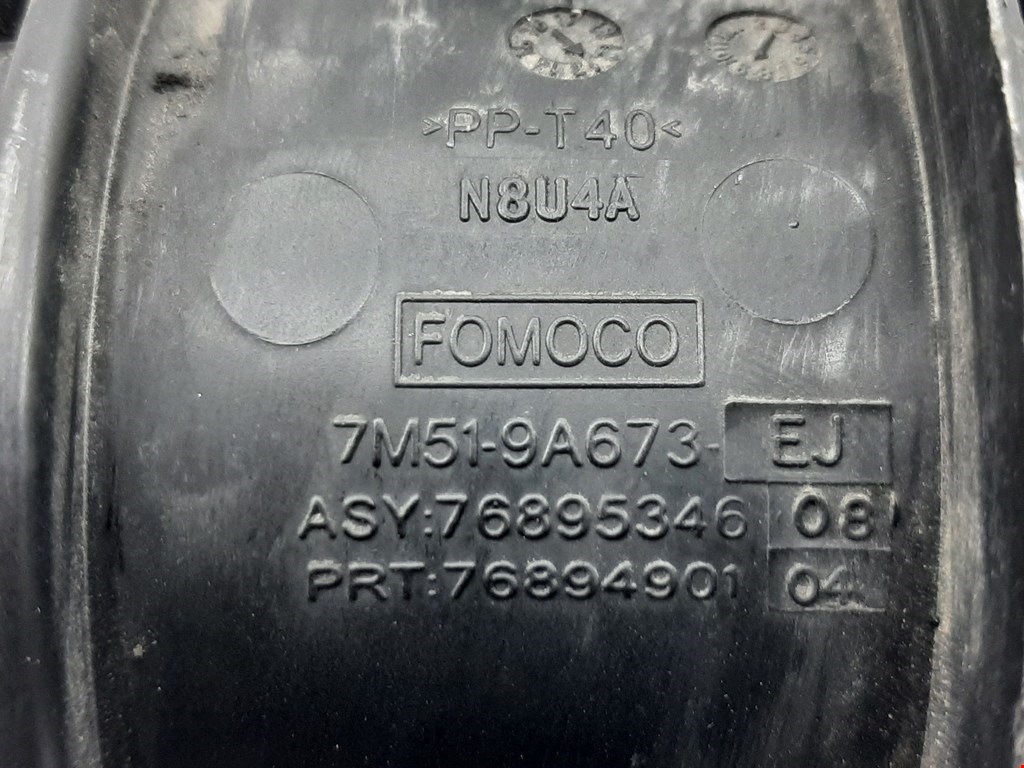 >PP-T40<
N8U4A
FOMOCO
7M51-9A673-EJ
ASY:76895346 08
PRT:76894901 04